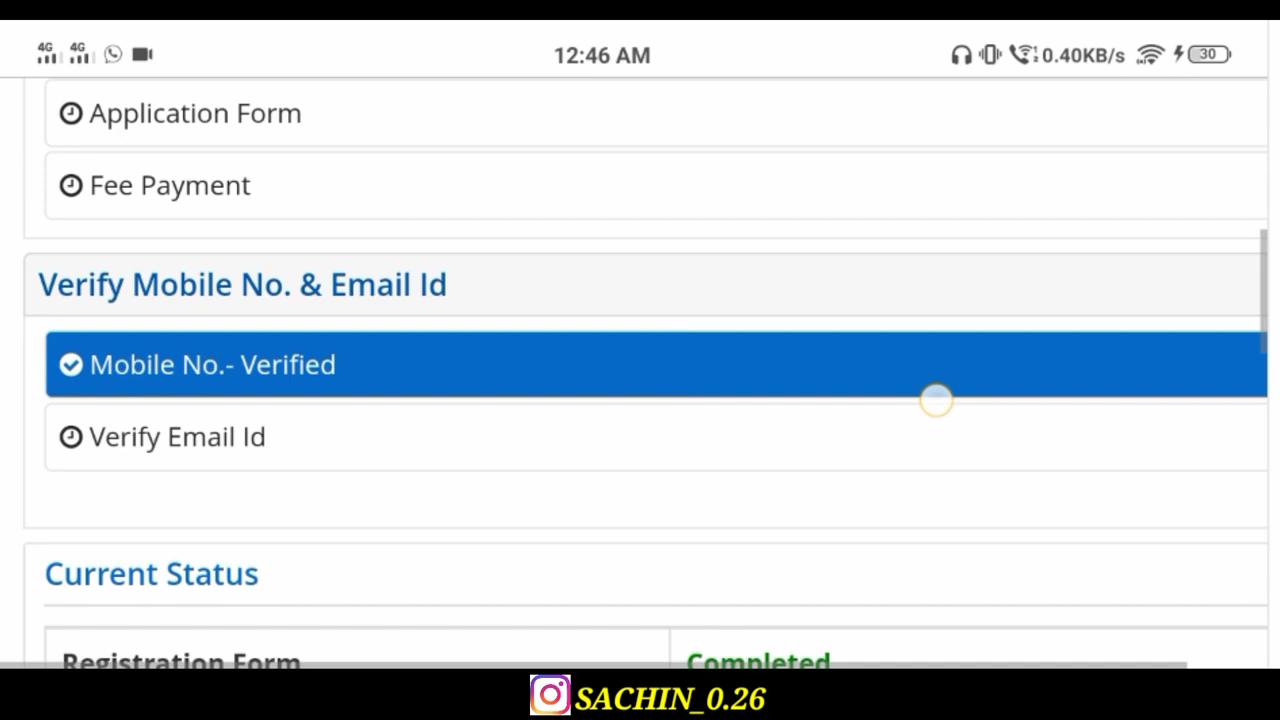 4G 4G 12:46 AM 0.40KB/s 30
Application Form
Fee Payment
Verify Mobile No. & Email Id
Mobile No.- Verified
Verify Email Id
Current Status
Registration Form Completed
SACHIN_0.26